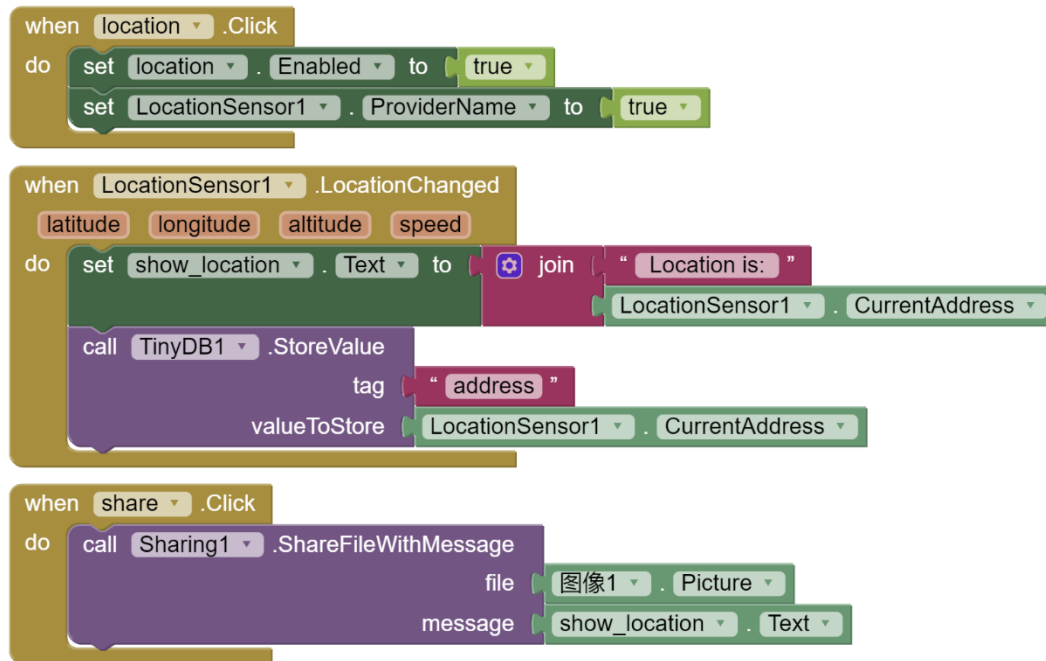 when location .Click
do set location . Enabled to true
set LocationSensor1 . ProviderName to true
when LocationSensor1 .LocationChanged
latitude longitude altitude speed
do set show_location . Text to join “ Location is: ”
LocationSensor1 . CurrentAddress
call TinyDB1 .StoreValue
tag “ address ”
valueToStore LocationSensor1 . CurrentAddress
when share .Click
do call Sharing1 .ShareFileWithMessage
file 图像1 . Picture
message show_location . Text